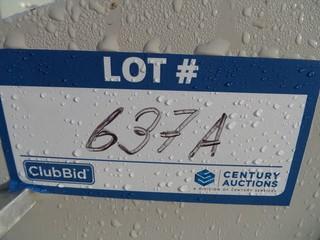 LOT #
637A
ClubBid
CENTURY
AUCTIONS
A DIVISION OF CENTURY SERVICES